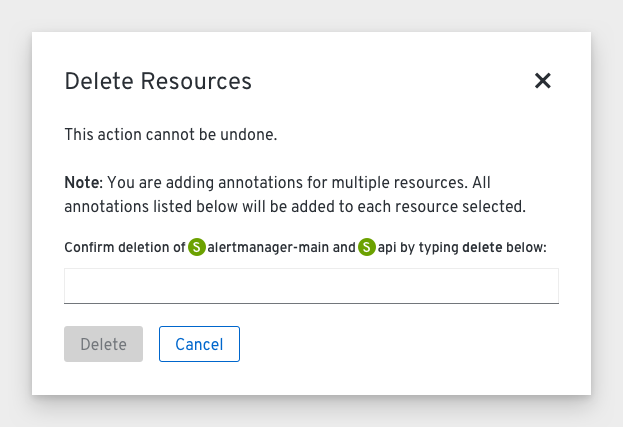 Delete Resources
This action cannot be undone.
Note: You are adding annotations for multiple resources. All
annotations listed below will be added to each resource selected.
Confirm deletion of S alertmanager-main and S api by typing delete below:
Delete Cancel